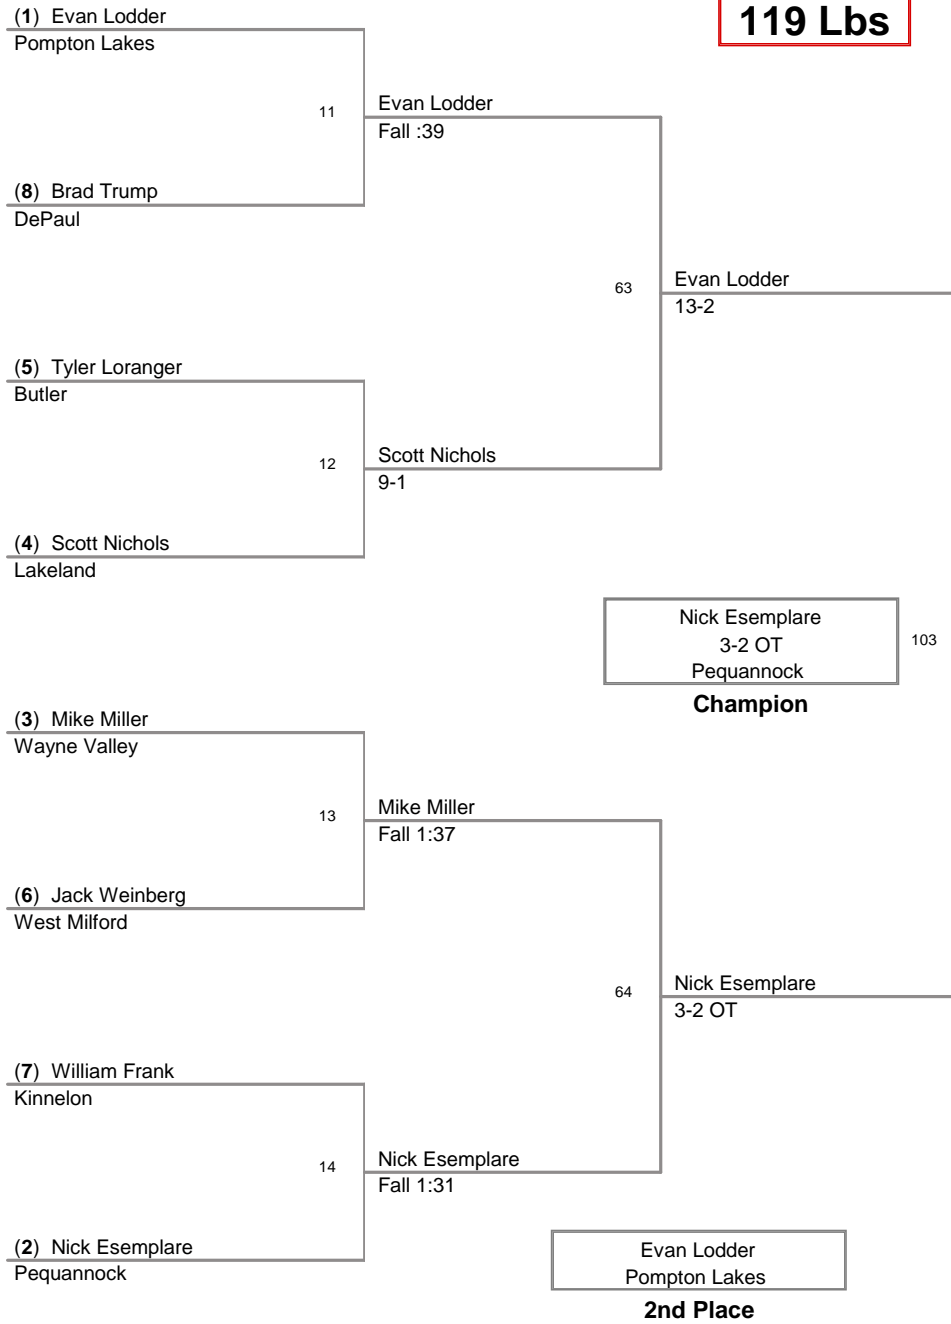 119 Lbs
(1) Evan Lodder
Pompton Lakes
11
Evan Lodder
Fall :39
(8) Brad Trump
DePaul
63
Evan Lodder
13-2
(5) Tyler Loranger
Butler
12
Scott Nichols
9-1
(4) Scott Nichols
Lakeland
Nick Esemplare
3-2 OT
Pequannock
103
Champion
(3) Mike Miller
Wayne Valley
13
Mike Miller
Fall 1:37
(6) Jack Weinberg
West Milford
64
Nick Esemplare
3-2 OT
(7) William Frank
Kinnelon
14
Nick Esemplare
Fall 1:31
(2) Nick Esemplare
Pequannock
Evan Lodder
Pompton Lakes
2nd Place